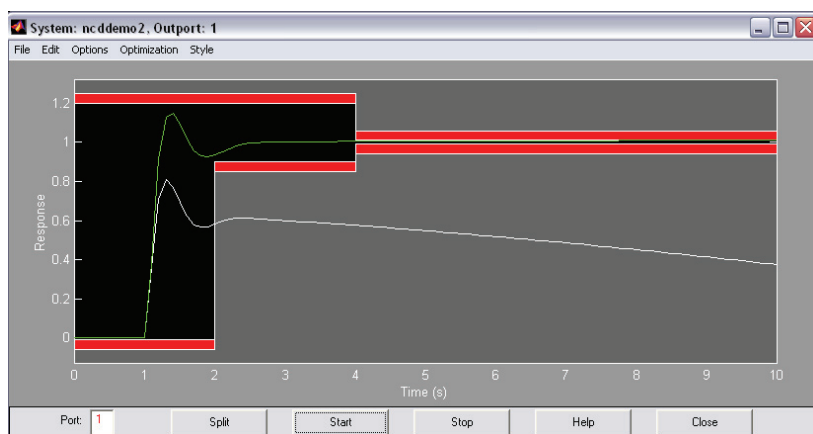 System: ncddemo2, Outport: 1
File Edit Options Optimization Style
1.2
1
0.8
0.6
0.4
0.2
0
Response
0 1 2 3 4 5 6 7 8 9 10
Time (s)
Port: 1 Split Start Stop Help Close